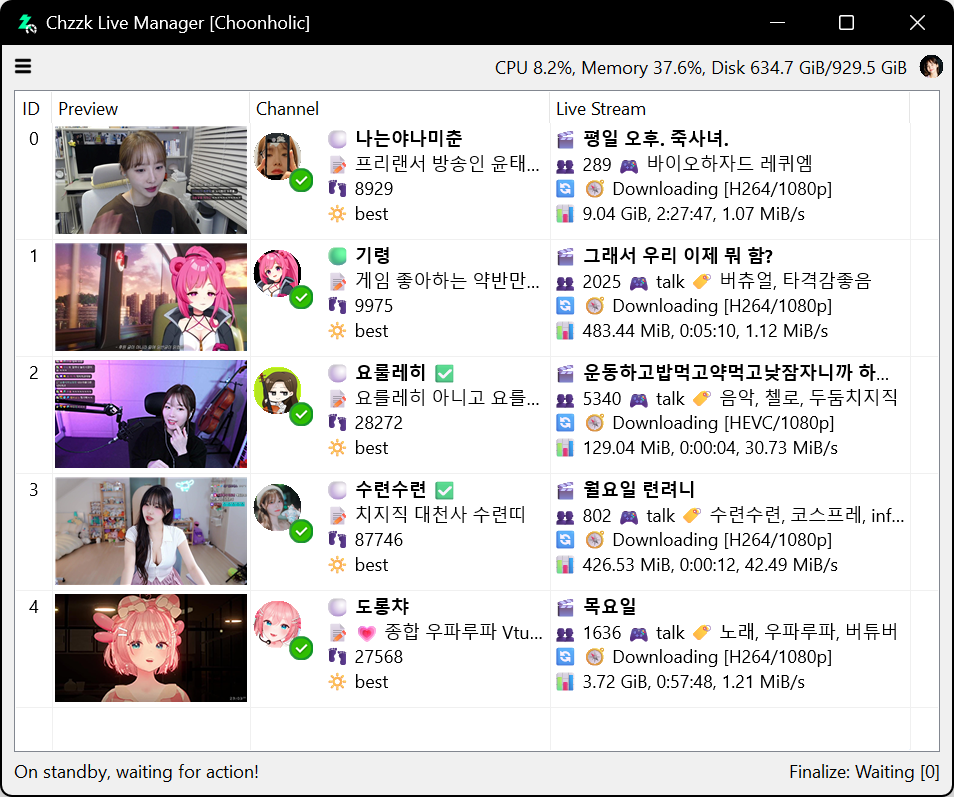 Chzzk Live Manager [Choonholic]
CPU 8.2%, Memory 37.6%, Disk 634.7 GiB/929.5 GiB
ID Preview Channel Live Stream
0
나는야나미춘
프리랜서 방송인 윤태...
8929
best
평일 오후. 죽사녀.
289 바이오하자드 레퀴엠
Downloading [H264/1080p]
9.04 GiB, 2:27:47, 1.07 MiB/s
1
기령
게임 좋아하는 약반만...
9975
best
그래서 우리 이제 뭐 함?
2025 talk 버츄얼, 타격감좋음
Downloading [H264/1080p]
483.44 MiB, 0:05:10, 1.12 MiB/s
2
요룰레히 ✅
요를레히 아니고 요룰...
28272
best
운동하고밥먹고약먹고낮잠자니까 하...
5340 talk 음악, 첼로, 두둠치지직
Downloading [HEVC/1080p]
129.04 MiB, 0:00:04, 30.73 MiB/s
3
수련수련 ✅
치지직 대천사 수련띠
87746
best
월요일 련려니
802 talk 수련수련, 코스프레, inf...
Downloading [H264/1080p]
426.53 MiB, 0:00:12, 42.49 MiB/s
4
도롱챠
💗 종합 우파루파 Vtu...
27568
best
목요일
1636 talk 노래, 우파루파, 버튜버
Downloading [H264/1080p]
3.72 GiB, 0:57:48, 1.21 MiB/s
On standby, waiting for action!
Finalize: Waiting [0]